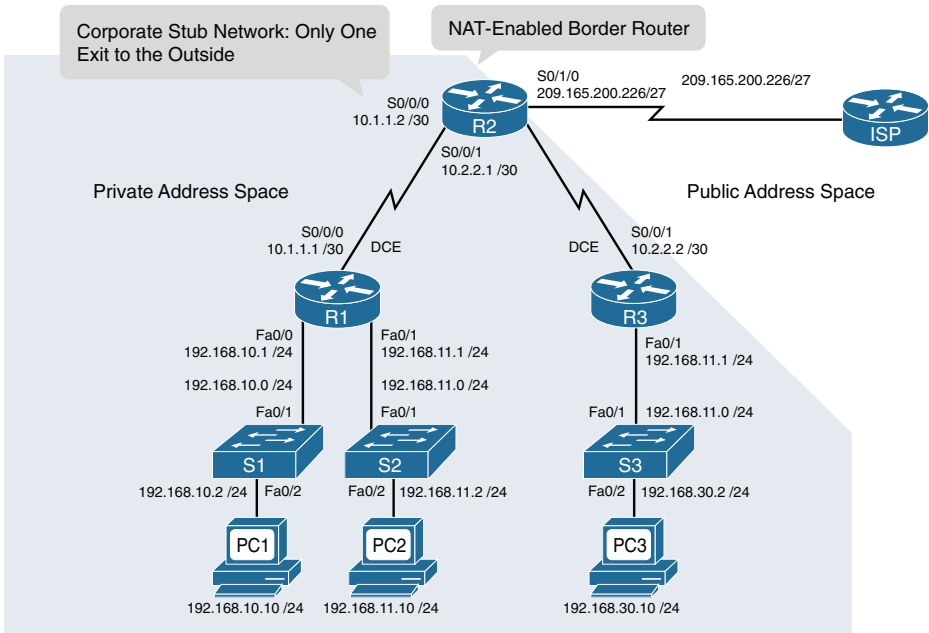 Corporate Stub Network: Only One
Exit to the Outside
NAT-Enabled Border Router
S0/1/0
209.165.200.226/27
209.165.200.226/27
S0/0/0
10.1.1.2 /30
R2
ISP
S0/0/1
10.2.2.1 /30
Private Address Space
Public Address Space
S0/0/0
10.1.1.1 /30
DCE
DCE
S0/0/1
10.2.2.2 /30
R1
R3
Fa0/0
192.168.10.1 /24
Fa0/1
192.168.11.1 /24
Fa0/1
192.168.11.1 /24
192.168.10.0 /24
192.168.11.0 /24
Fa0/1
Fa0/1
Fa0/1
192.168.11.0 /24
S1
S2
S3
192.168.10.2 /24
Fa0/2
Fa0/2
192.168.11.2 /24
Fa0/2
192.168.30.2 /24
PC1
PC2
PC3
192.168.10.10 /24
192.168.11.10 /24
192.168.30.10 /24